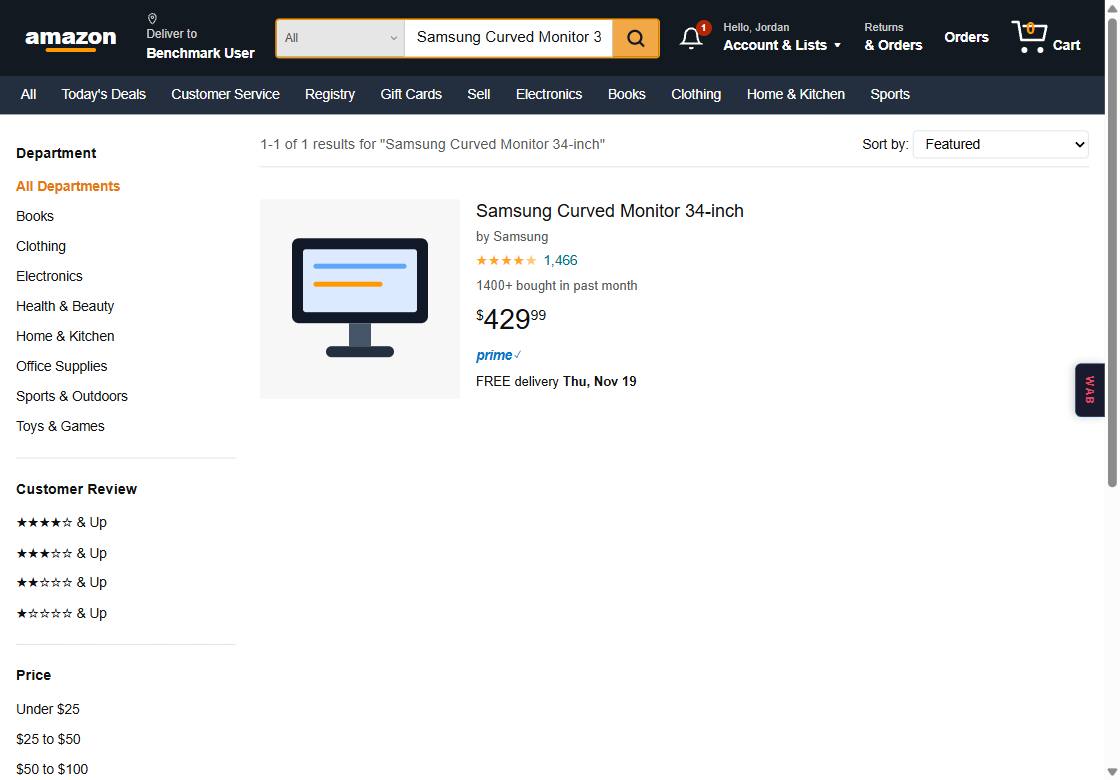 amazon
Deliver to
Benchmark User
All
Samsung Curved Monitor 3
1
Hello, Jordan
Account & Lists
Returns
& Orders
Orders
0
Cart
All
Today's Deals
Customer Service
Registry
Gift Cards
Sell
Electronics
Books
Clothing
Home & Kitchen
Sports
Department
All Departments
Books
Clothing
Electronics
Health & Beauty
Home & Kitchen
Office Supplies
Sports & Outdoors
Toys & Games
Customer Review
★★★★☆ & Up
★★★☆☆ & Up
★★☆☆☆ & Up
★☆☆☆☆ & Up
Price
Under $25
$25 to $50
$50 to $100
1-1 of 1 results for "Samsung Curved Monitor 34-inch"
Sort by: Featured
Samsung Curved Monitor 34-inch
by Samsung
★★★★★ 1,466
1400+ bought in past month
$42999
prime✓
FREE delivery Thu, Nov 19
WAB